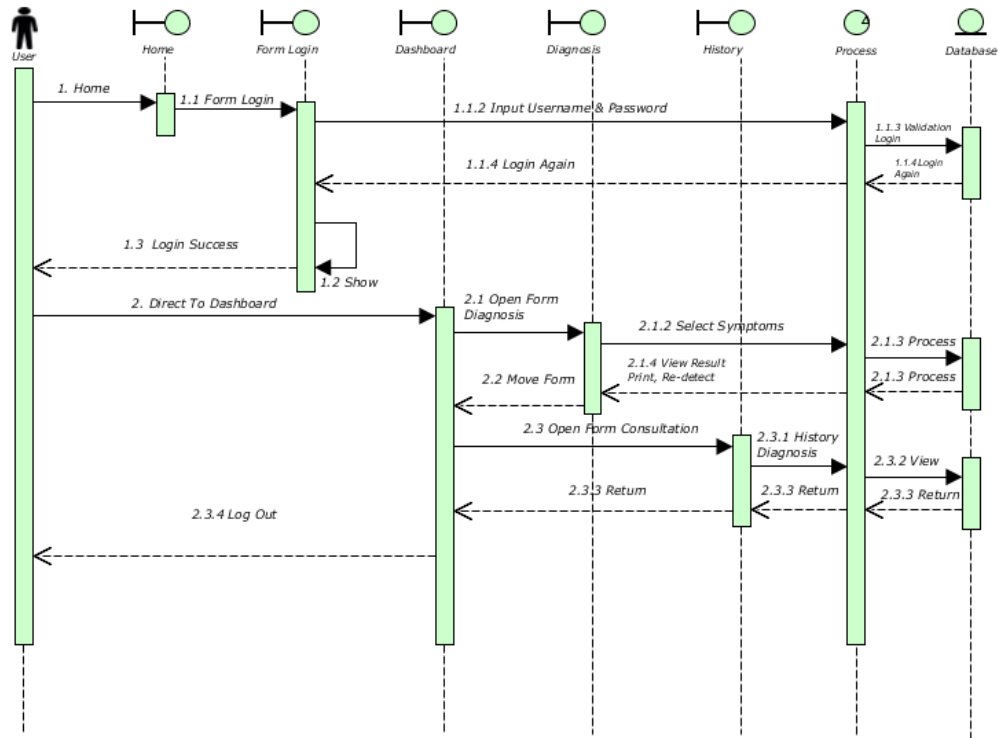 User
Home
Form Login
Dashboard
Diagnosis
History
Process
Database
1. Home
1.1 Form Login
1.1.2 Input Username & Password
1.1.3 Validation
Login
1.1.4 Login Again
1.1.4 Login
Again
1.3 Login Success
1.2 Show
2. Direct To Dashboard
2.1 Open Form
Diagnosis
2.1.2 Select Symptoms
2.1.3 Process
2.1.4 View Result
Print, Re-detect
2.1.3 Process
2.2 Move Form
2.3 Open Form Consultation
2.3.1 History
Diagnosis
2.3.2 View
2.3.3 Return
2.3.3 Return
2.3.3 Return
2.3.4 Log Out